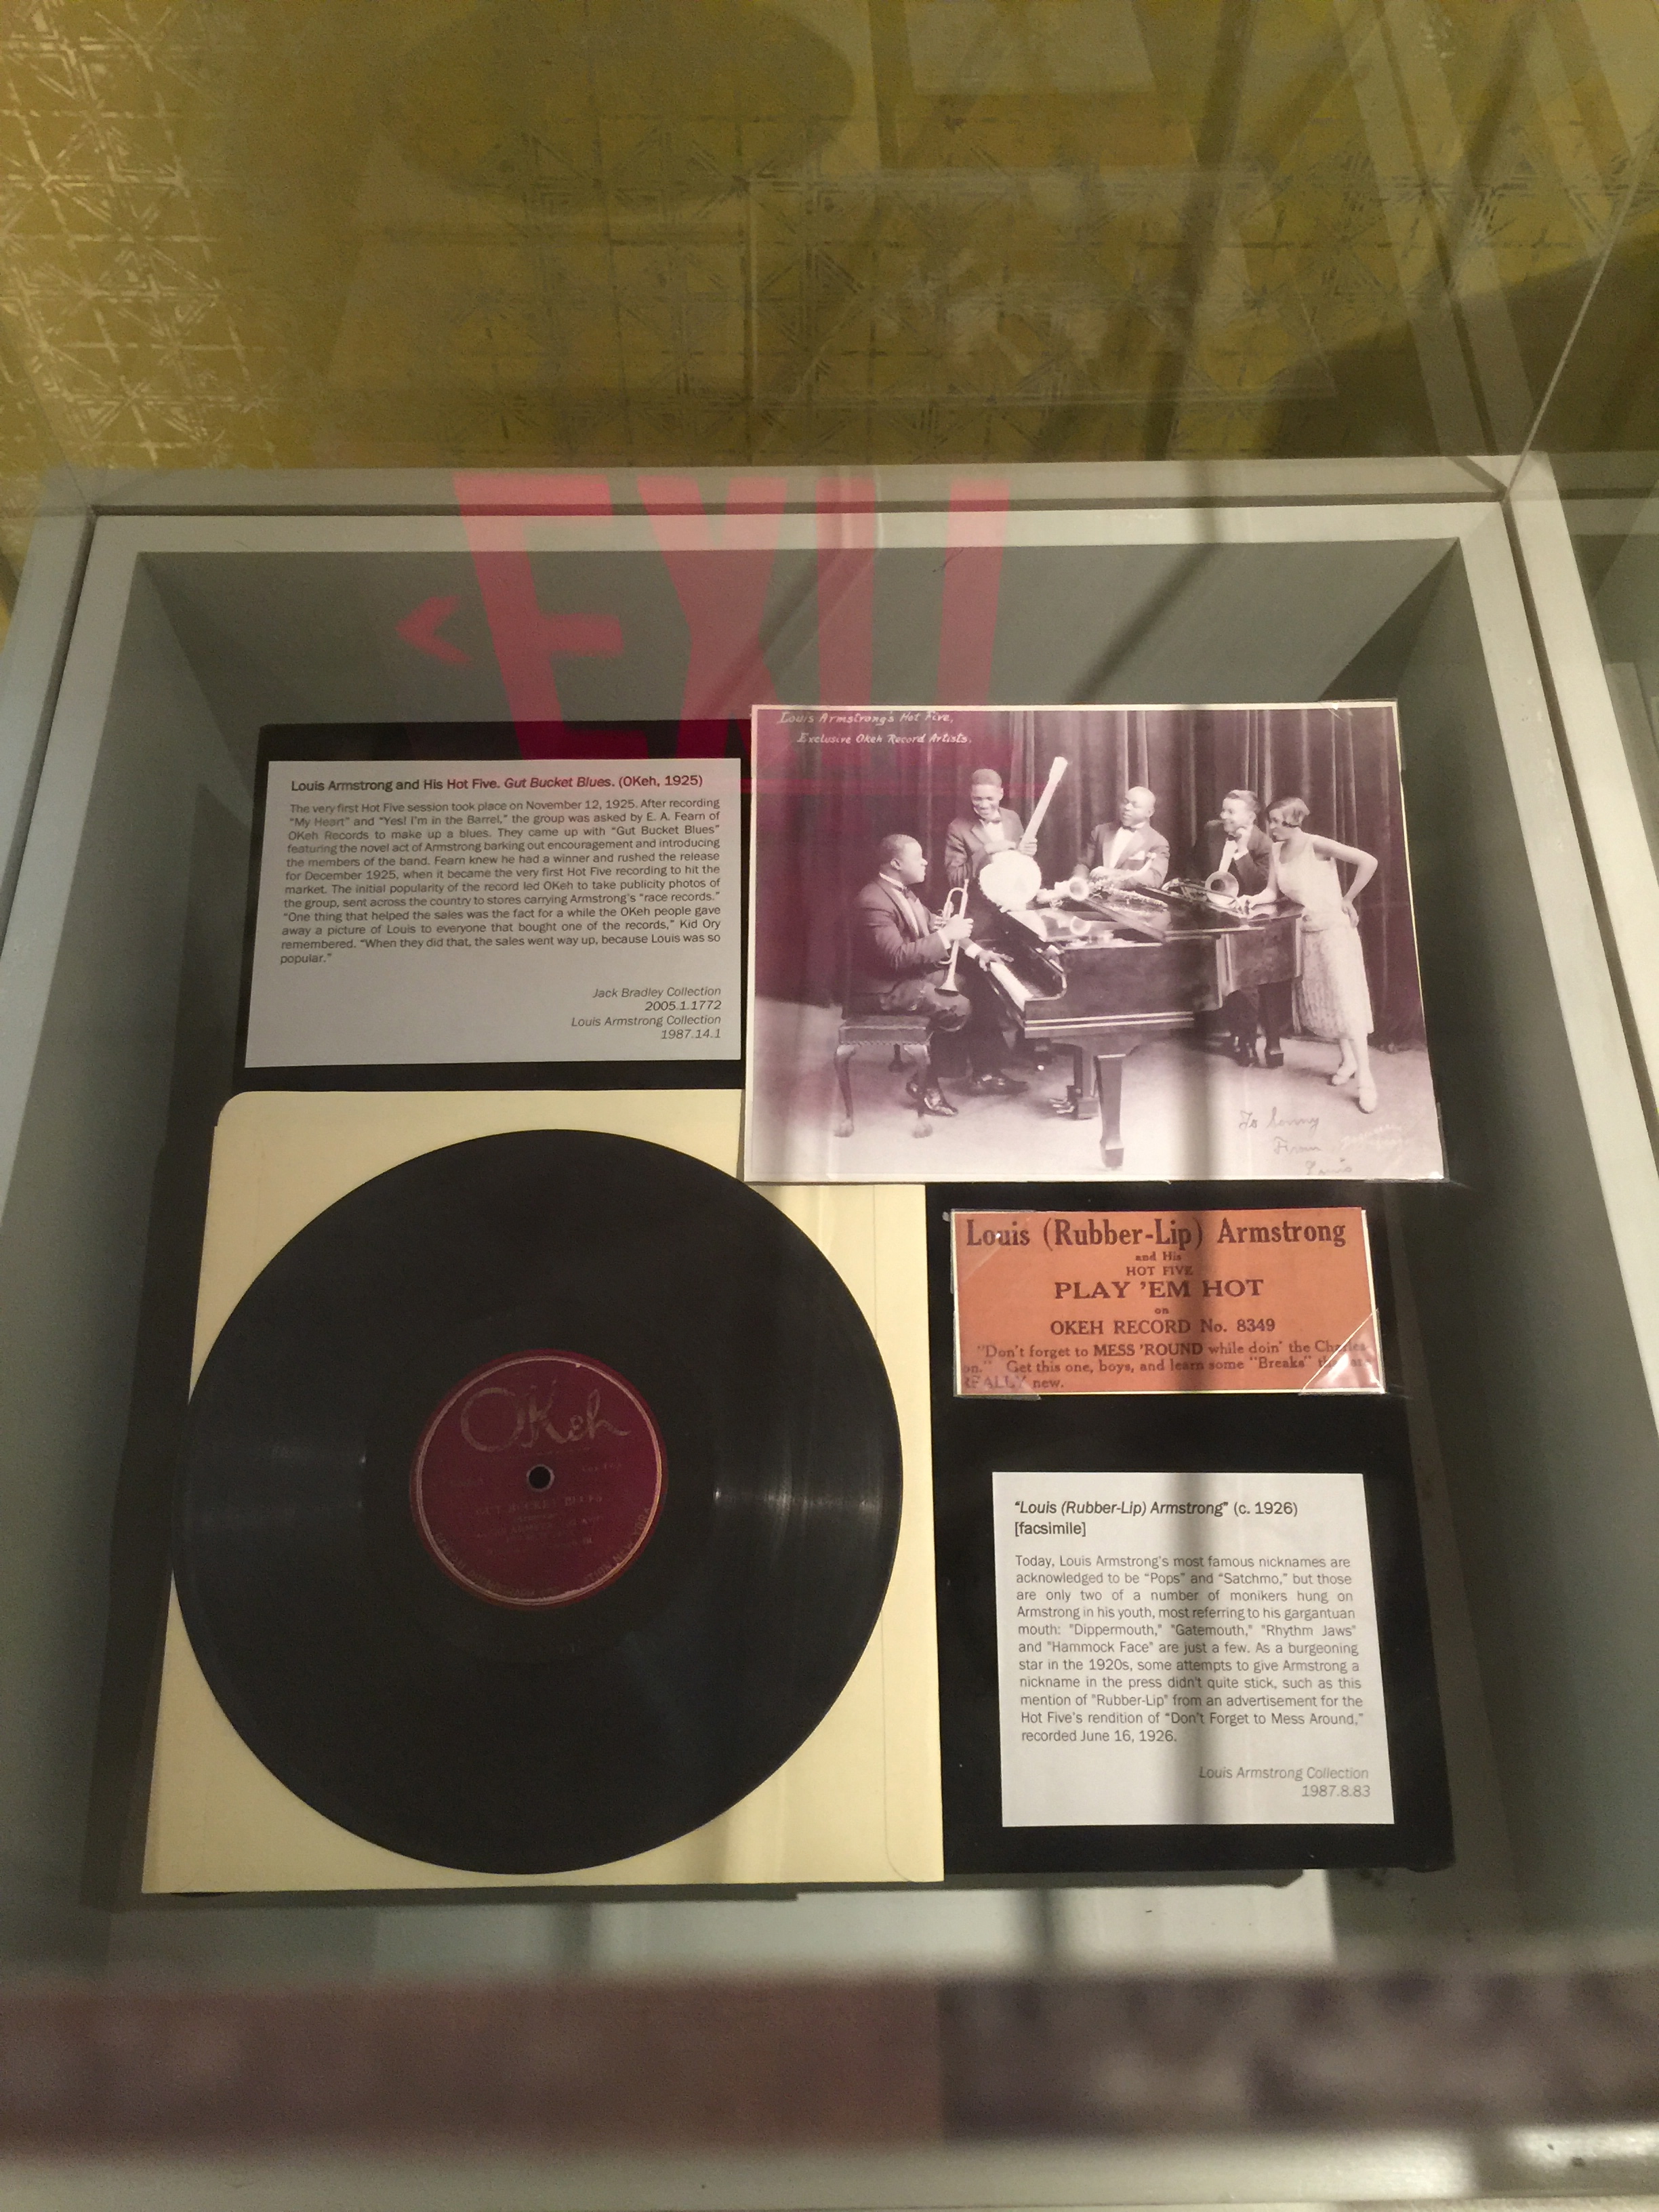 EXIT
Louis Armstrong and His Hot Five. Gut Bucket Blues. (OKeh, 1925)
The very first Hot Five session took place on November 12, 1925. After recording
"My Heart" and "Yes! I'm in the Barrel," the group was asked by E. A. Fearn of
OKeh Records to make up a blues. They came up with "Gut Bucket Blues"
featuring the novel act of Armstrong barking out encouragement and introducing
the members of the band. Fearn knew he had a winner and rushed the release
for December 1925, when it became the very first Hot Five recording to hit the
market. The initial popularity of the record led OKeh to take publicity photos of
the group, sent across the country to stores carrying Armstrong's "race records."
"One thing that helped the sales was the fact for a while the OKeh people gave
away a picture of Louis to everyone that bought one of the records," Kid Ory
remembered. "When they did that, the sales went way up, because Louis was so
popular."
Jack Bradley Collection
2005.1.1772
Louis Armstrong Collection
1987.14.1
Louis Armstrong's Hot Five,
Exclusive Okeh Record Artists.
To Sonny
From
Louis
OKeh
GUT BUCKET BLUES
Louis (Rubber-Lip) Armstrong
and His
HOT FIVE
PLAY 'EM HOT
on
OKEH RECORD No. 8349
"Don't forget to MESS 'ROUND while doin' the Charles
on." Get this one, boys, and learn some "Breaks"
REALLY new.
"Louis (Rubber-Lip) Armstrong" (c. 1926)
[facsimile]
Today, Louis Armstrong's most famous nicknames are
acknowledged to be "Pops" and "Satchmo," but those
are only two of a number of monikers hung on
Armstrong in his youth, most referring to his gargantuan
mouth: "Dippermouth," "Gatemouth," "Rhythm Jaws"
and "Hammock Face" are just a few. As a burgeoning
star in the 1920s, some attempts to give Armstrong a
nickname in the press didn't quite stick, such as this
mention of "Rubber-Lip" from an advertisement for the
Hot Five's rendition of "Don't Forget to Mess Around,"
recorded June 16, 1926.
Louis Armstrong Collection
1987.8.83